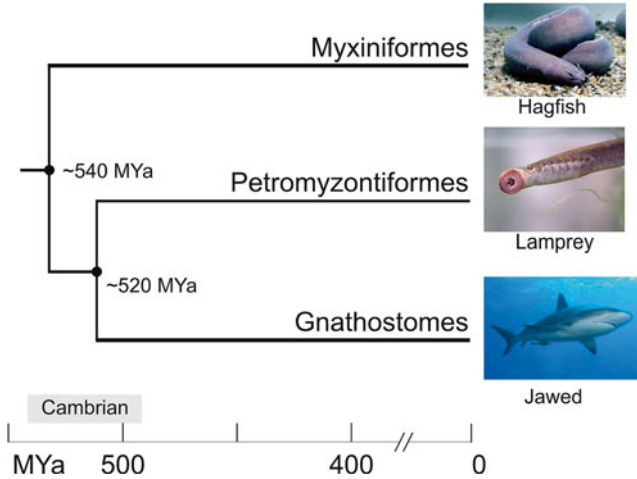 Myxiniformes
Hagfish
~540 MYa
Petromyzontiformes
Lamprey
~520 MYa
Gnathostomes
Jawed
Cambrian
MYa 500 400 // 0